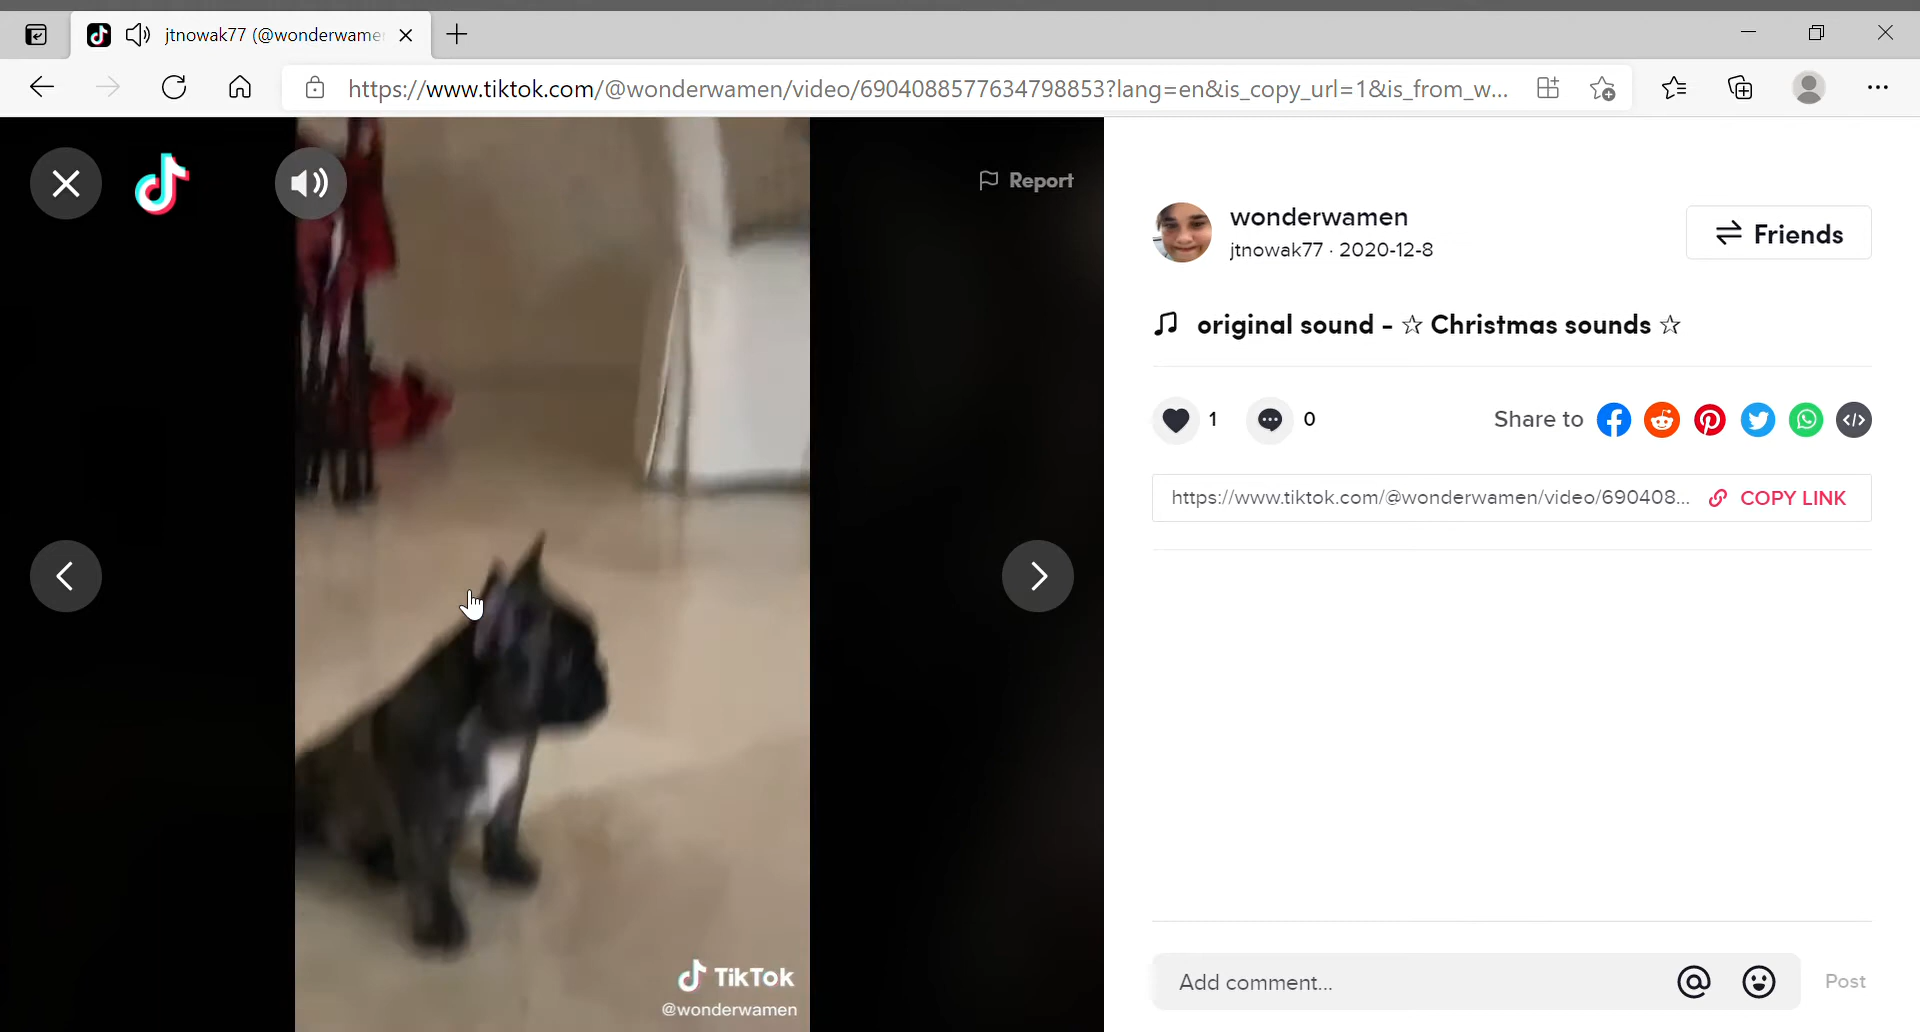 jtnowak77 (@wonderwame
https://www.tiktok.com/@wonderwamen/video/6904088577634798853?lang=en&is_copy_url=1&is_from_w...
Report
wonderwamen
jtnowak77 · 2020-12-8
Friends
original sound - ☆ Christmas sounds ☆
1
0
Share to
https://www.tiktok.com/@wonderwamen/video/690408...
COPY LINK
TikTok
@wonderwamen
Add comment...
Post